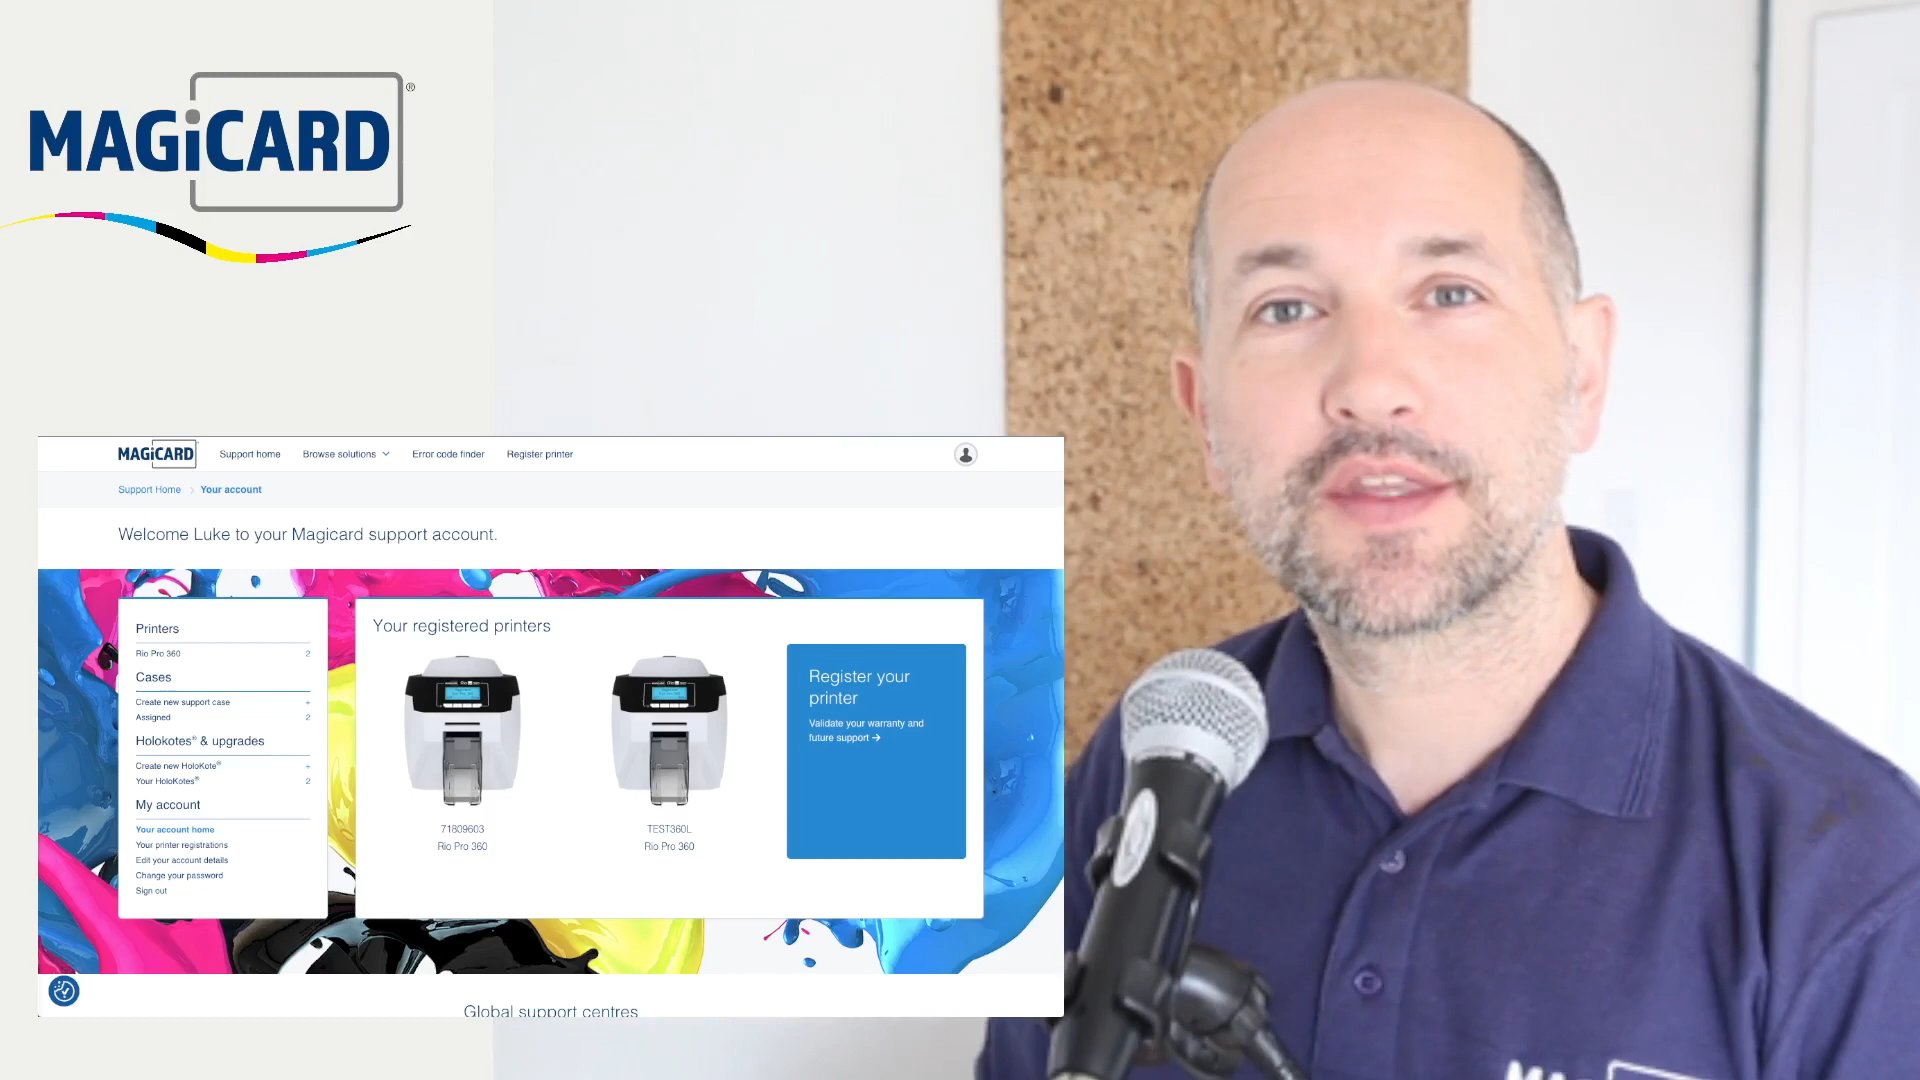 MAGiCARD®
MAGiCARD
Support home
Browse solutions
Error code finder
Register printer
Support Home
Your account
Welcome Luke to your Magicard support account.
Printers
Rio Pro 360 2
Cases
Create new support case +
Assigned 2
Holokotes® & upgrades
Create new HoloKote® +
Your HoloKotes® 2
My account
Your account home
Your printer registrations
Edit your account details
Change your password
Sign out
Your registered printers
71809603
Rio Pro 360
TEST360L
Rio Pro 360
Register your
printer
Validate your warranty and
future support →
Global support centres